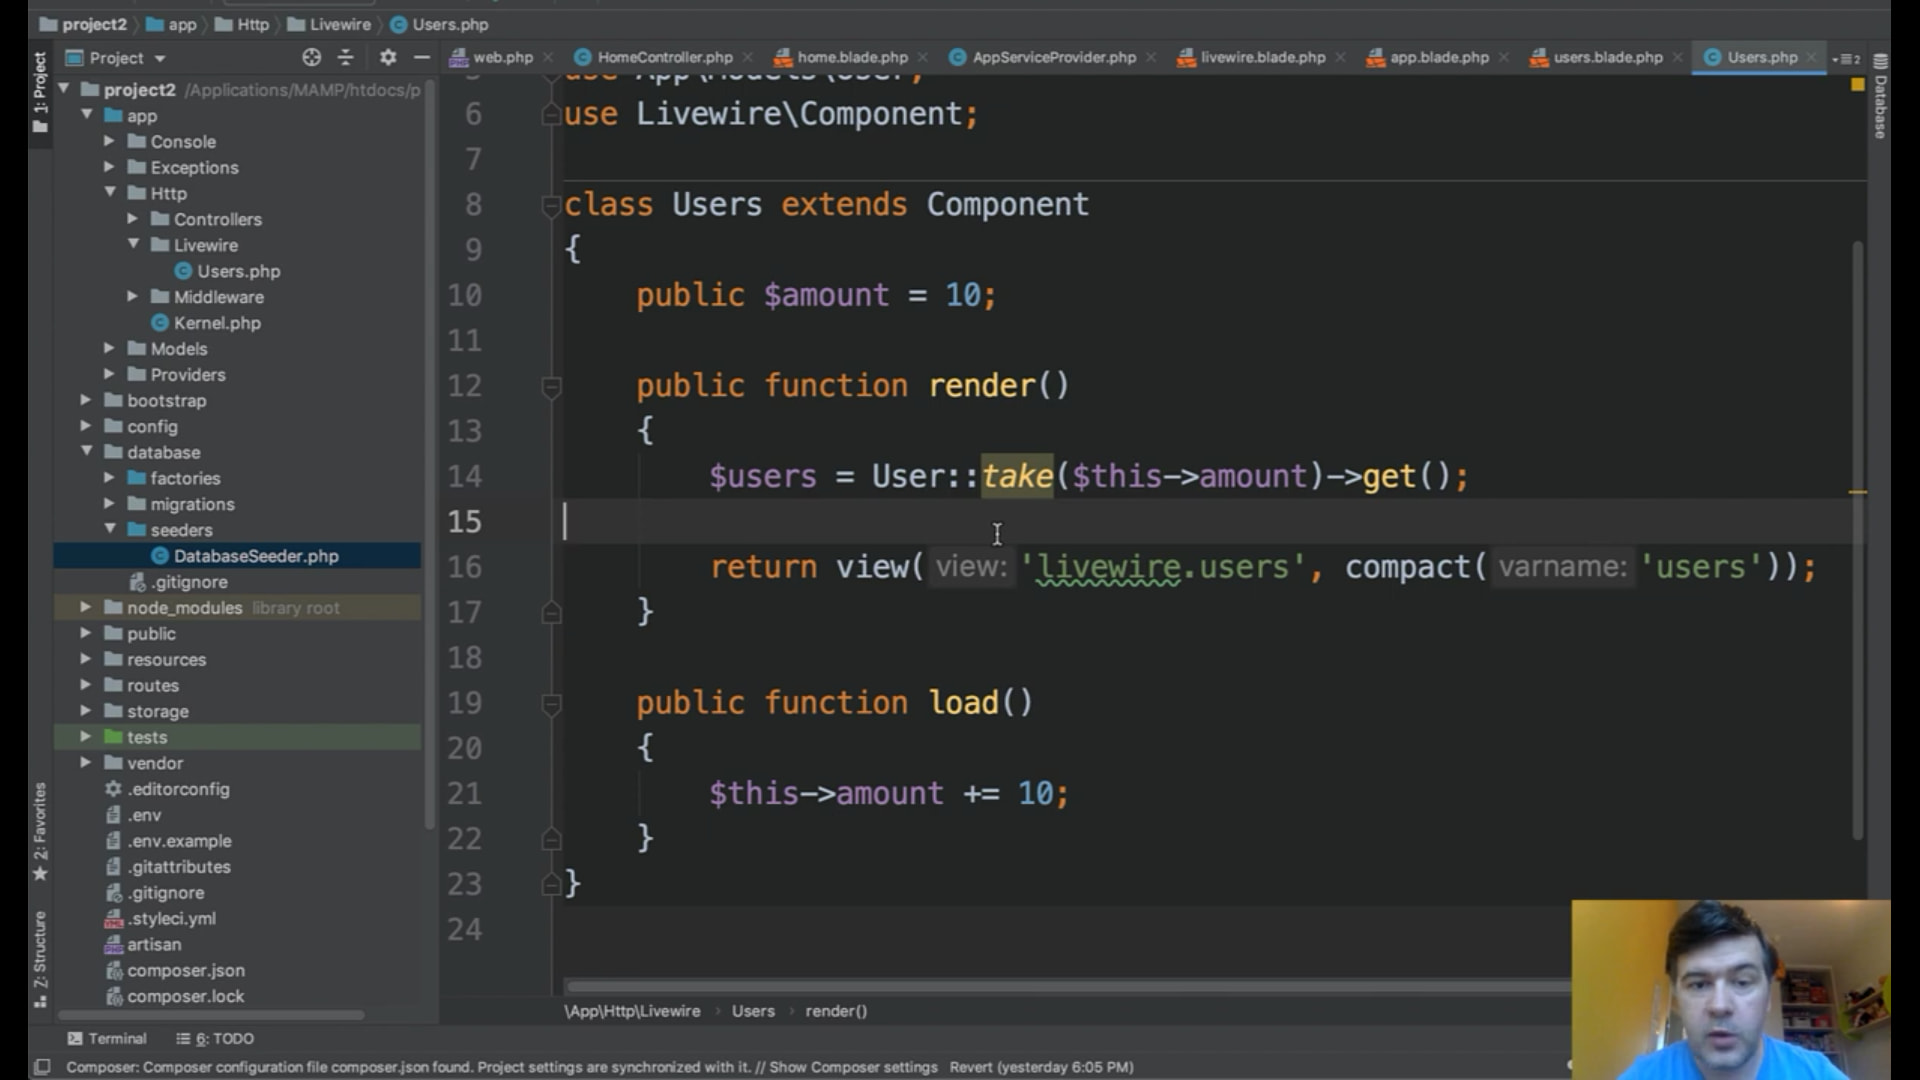 project2 app Http Livewire Users.php
1: Project
Project
web.php HomeController.php home.blade.php AppServiceProvider.php livewire.blade.php app.blade.php users.blade.php Users.php
2
Database
project2 /Applications/MAMP/htdocs/p
app
Console
Exceptions
Http
Controllers
Livewire
Users.php
Middleware
Kernel.php
Models
Providers
bootstrap
config
database
factories
migrations
seeders
DatabaseSeeder.php
.gitignore
node_modules library root
public
resources
routes
storage
tests
vendor
.editorconfig
.env
.env.example
.gitattributes
.gitignore
.styleci.yml
artisan
composer.json
composer.lock
2: Favorites
Z: Structure
5 use App\Models\User;
6 use Livewire\Component;
7
8 class Users extends Component
9 {
10 public $amount = 10;
11
12 public function render()
13 {
14 $users = User::take($this->amount)->get();
15
16 return view( view: 'livewire.users', compact( varname: 'users'));
17 }
18
19 public function load()
20 {
21 $this->amount += 10;
22 }
23 }
24
\App\Http\Livewire › Users › render()
Terminal 6: TODO
Composer: Composer configuration file composer.json found. Project settings are synchronized with it. // Show Composer settings Revert (yesterday 6:05 PM)